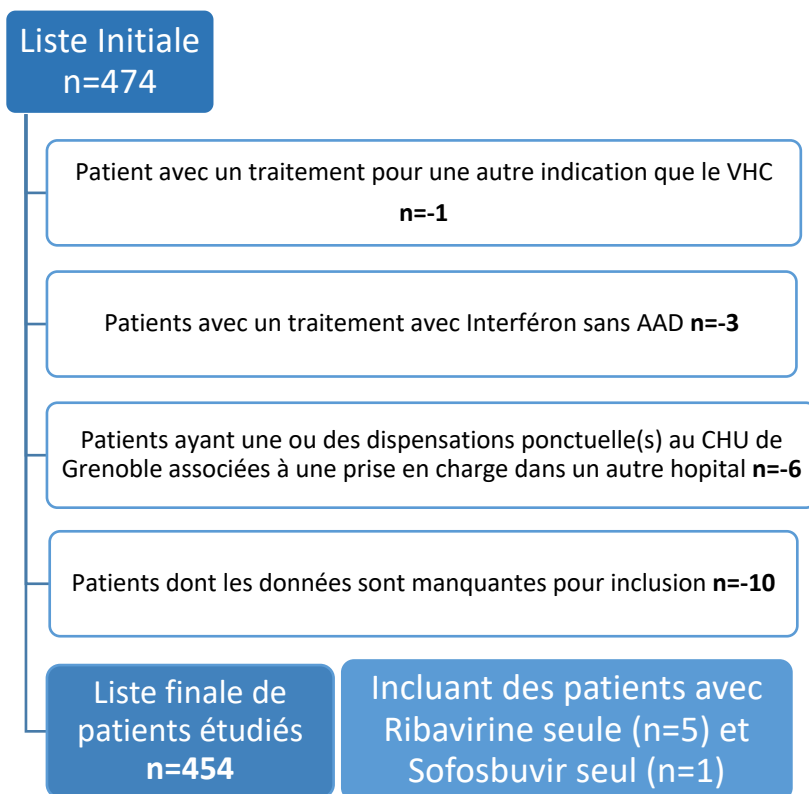 Liste Initiale
n=474
Patient avec un traitement pour une autre indication que le VHC
n=-1
Patients avec un traitement avec Interféron sans AAD n=-3
Patients ayant une ou des dispensations ponctuelle(s) au CHU de
Grenoble associées à une prise en charge dans un autre hopital n=-6
Patients dont les données sont manquantes pour inclusion n=-10
Liste finale de
patients étudiés
n=454
Incluant des patients avec
Ribavirine seule (n=5) et
Sofosbuvir seul (n=1)